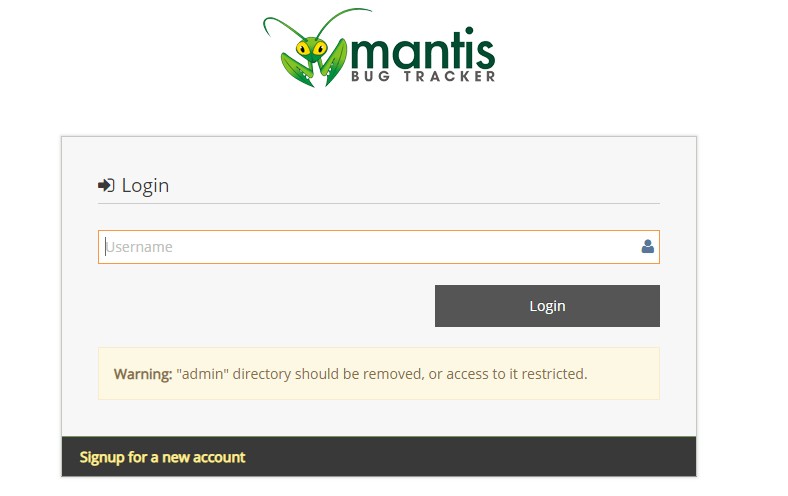 mantis
BUG TRACKER
Login
Username
Login
Warning: "admin" directory should be removed, or access to it restricted.
Signup for a new account